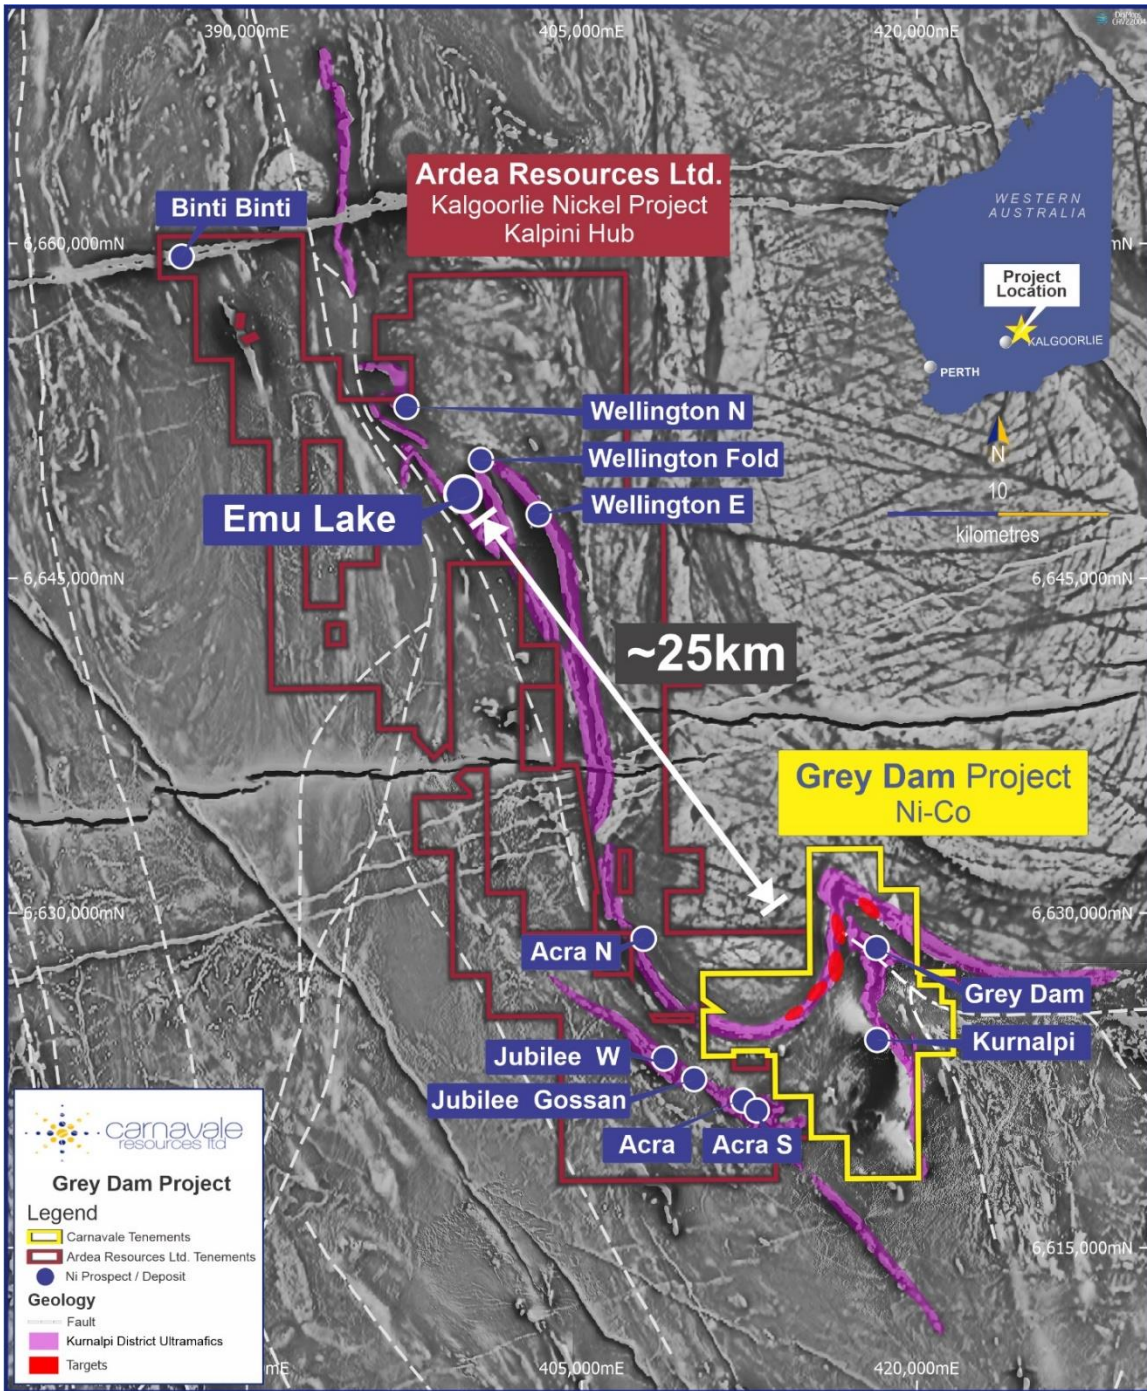 390,000mE
405,000mE
420,000mE
Ardea Resources Ltd.
Kalgoorlie Nickel Project
Kalpini Hub
Binti Binti
6,660,000mN
WESTERN
AUSTRALIA
mN
Project
Location
KALGOORLIE
PERTH
Wellington N
N
Wellington Fold
10
Emu Lake
Wellington E
kilometres
6,645,000mN
6,645,000mN
~25km
Grey Dam Project
Ni-Co
6,630,000mN
6,630,000mN
Acra N
Grey Dam
Kurnalpi
Jubilee W
Jubilee Gossan
Acra
Acra S
carnavale
resources ltd
Grey Dam Project
Legend
Carnavale Tenements
Ardea Resources Ltd. Tenements
Ni Prospect / Deposit
Geology
Fault
Kurnalpi District Ultramafics
Targets
6,615,000mN
mE
405,000mE
420,000mE